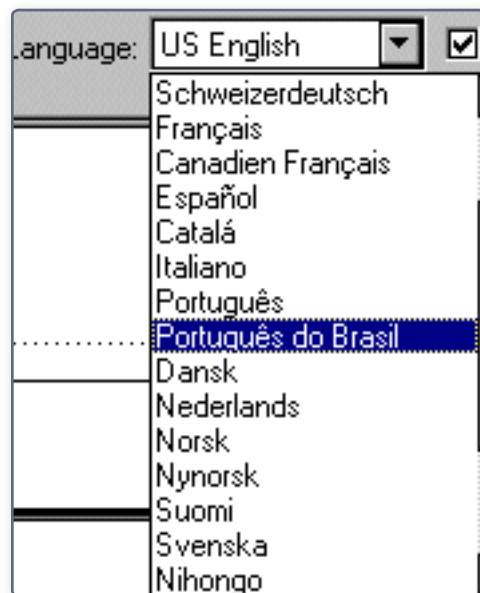 Language: US English
Schweizerdeutsch
Français
Canadien Français
Español
Catalá
Italiano
Português
Português do Brasil
Dansk
Nederlands
Norsk
Nynorsk
Suomi
Svenska
Nihongo